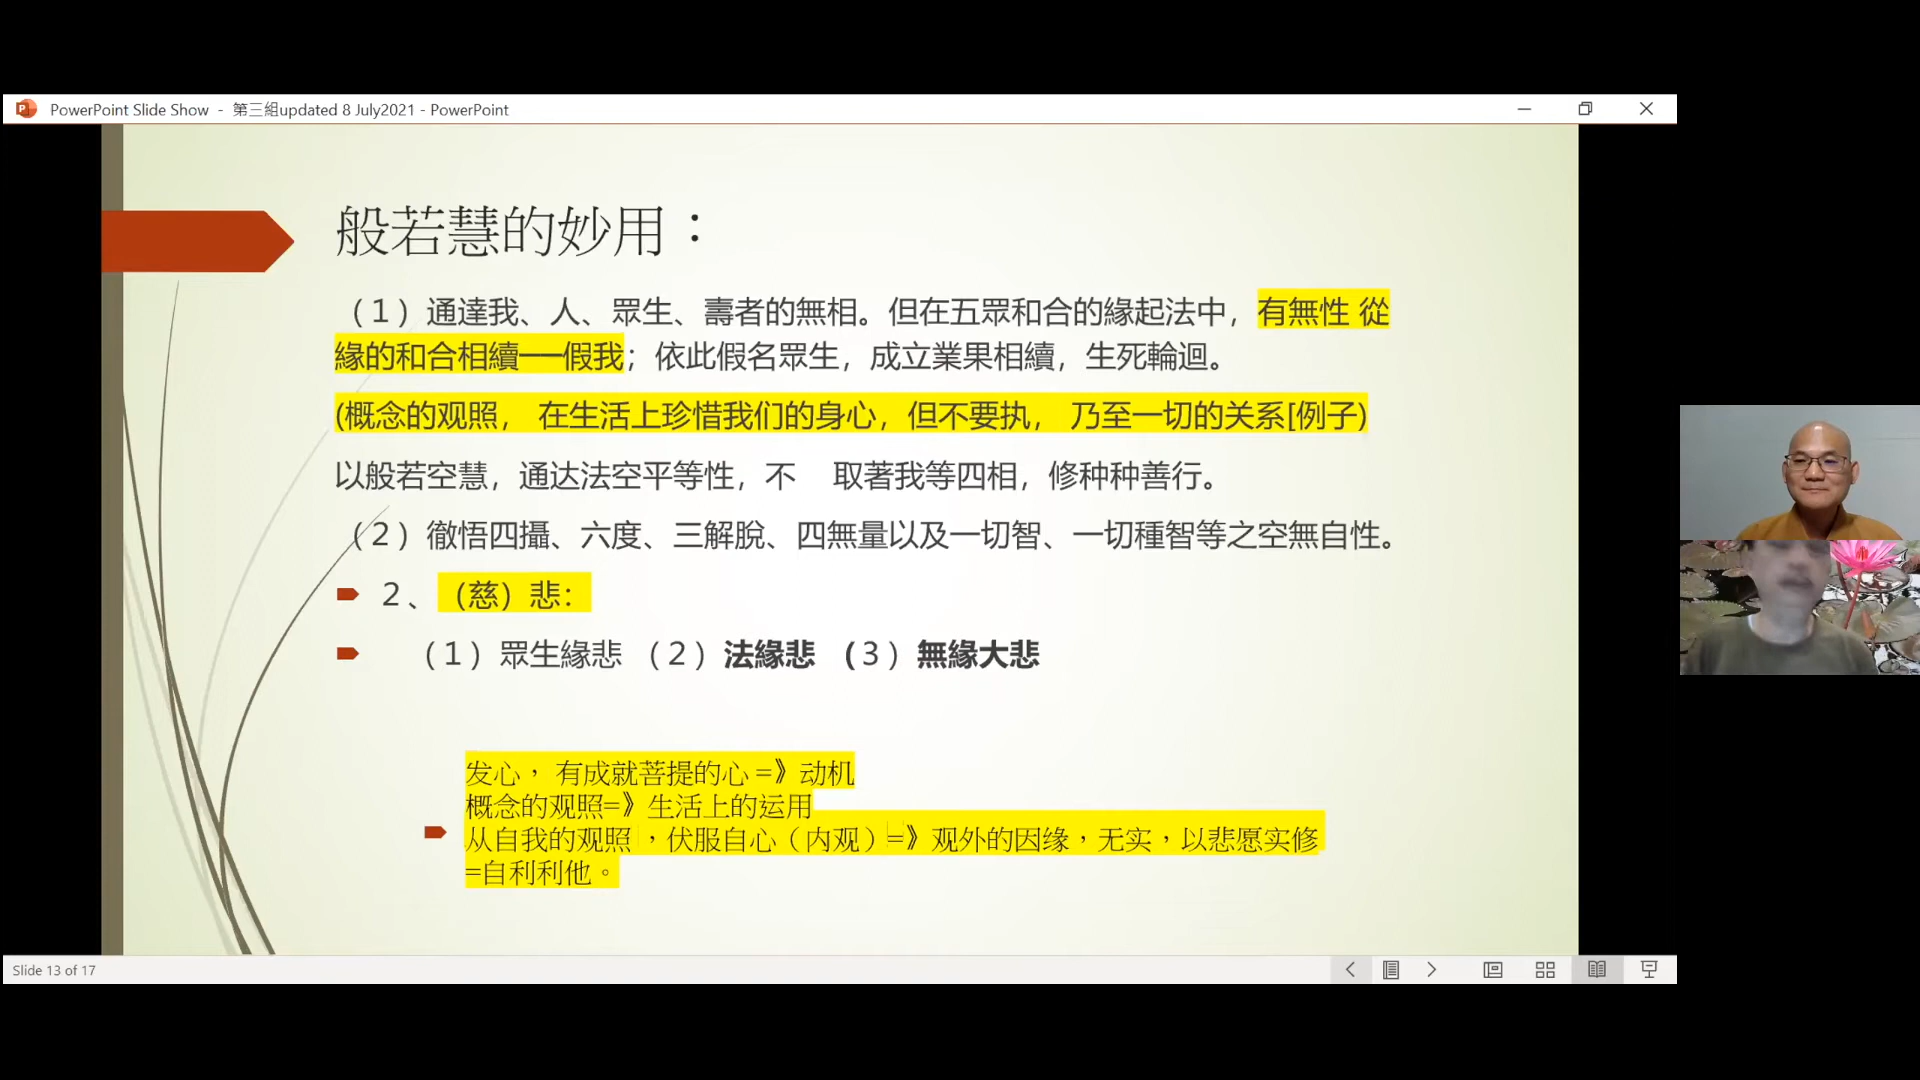 PowerPoint Slide Show - 第三組updated 8 July2021 - PowerPoint
般若慧的妙用：
（1）通達我、人、眾生、壽者的無相。但在五眾和合的緣起法中，有無性 從
緣的和合相續──假我；依此假名眾生，成立業果相續，生死輪迴。
(概念的观照， 在生活上珍惜我们的身心，但不要执， 乃至一切的关系[例子)
以般若空慧，通达法空平等性，不 取著我等四相，修种种善行。
（2）徹悟四攝、六度、三解脫、四無量以及一切智、一切種智等之空無自性。
2、（慈）悲：
（1）眾生緣悲 （2）法緣悲 （3）無緣大悲
发心， 有成就菩提的心 =》动机
概念的观照=》生活上的运用
从自我的观照 ，伏服自心（内观）=》观外的因缘，无实，以悲愿实修
=自利利他。
Slide 13 of 17